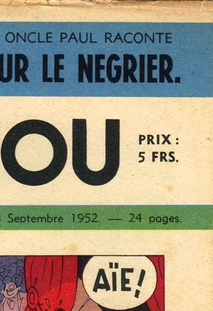 ONCLE PAUL RACONTE
UR LE NEGRIER.
OU
PRIX :
5 FRS.
Septembre 1952. — 24 pages.
AÏE!